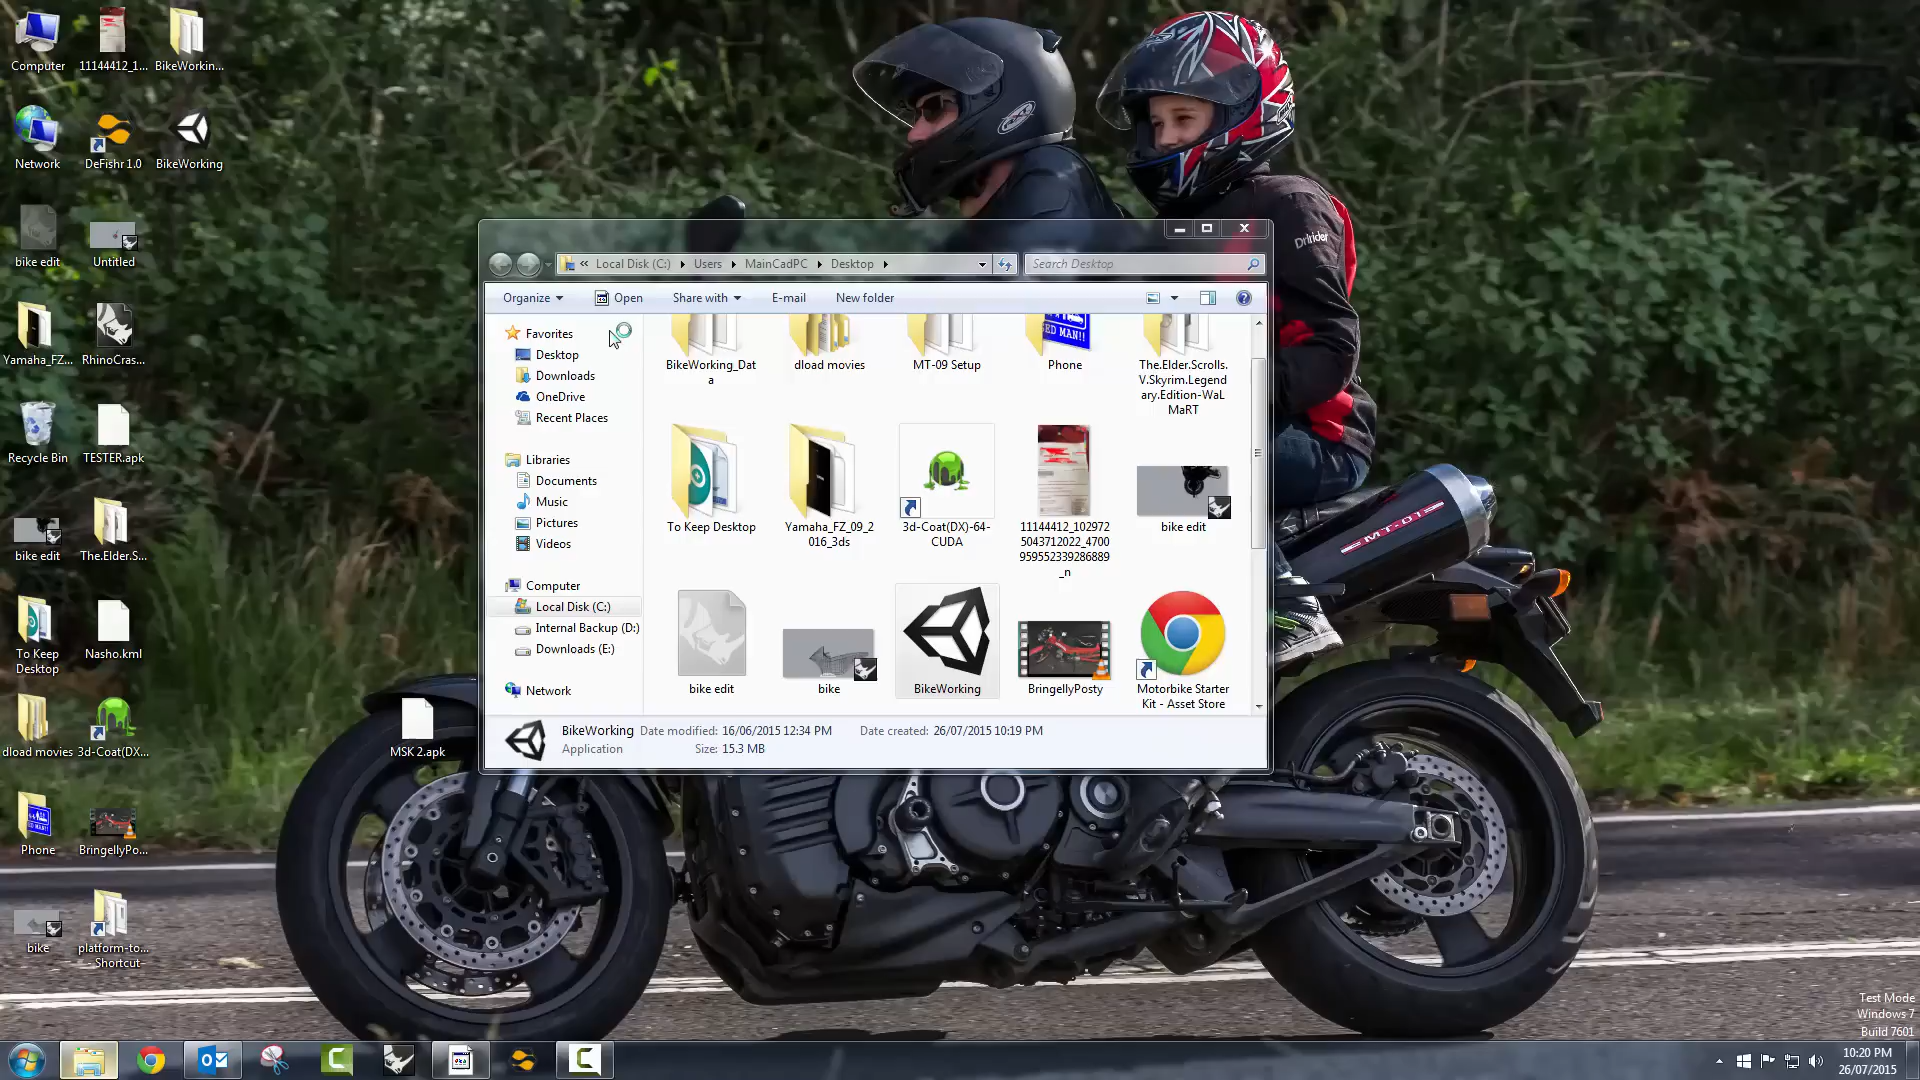 Computer
11144412_1...
BikeWorkin...
Network
DeFishr 1.0
BikeWorking
bike edit
Untitled
Yamaha_FZ...
RhinoCras...
Recycle Bin
TESTER.apk
bike edit
The.Elder.S...
To Keep
Desktop
Nasho.kml
dload movies
3d-Coat(DX...
MSK 2.apk
Phone
BringellyPo...
bike
platform-to...
- Shortcut
« Local Disk (C:) ▸ Users ▸ MainCadPC ▸ Desktop ▸
Search Desktop
Organize
Open
Share with
E-mail
New folder
Favorites
Desktop
Downloads
OneDrive
Recent Places
Libraries
Documents
Music
Pictures
Videos
Computer
Local Disk (C:)
Internal Backup (D:)
Downloads (E:)
Network
ED MAN!!
BikeWorking_Dat
a
dload movies
MT-09 Setup
Phone
The.Elder.Scrolls.
V.Skyrim.Legend
ary.Edition-WaL
MaRT
To Keep Desktop
Yamaha_FZ_09_2
016_3ds
3d-Coat(DX)-64-
CUDA
11144412_102972
5043712022_4700
959552339286889
_n
bike edit
bike edit
bike
BikeWorking
BringellyPosty
Motorbike Starter
Kit - Asset Store
BikeWorking
Date modified: 16/06/2015 12:34 PM
Date created: 26/07/2015 10:19 PM
Application
Size: 15.3 MB
Dririder
MT-01
Test Mode
Windows 7
Build 7601
10:20 PM
26/07/2015